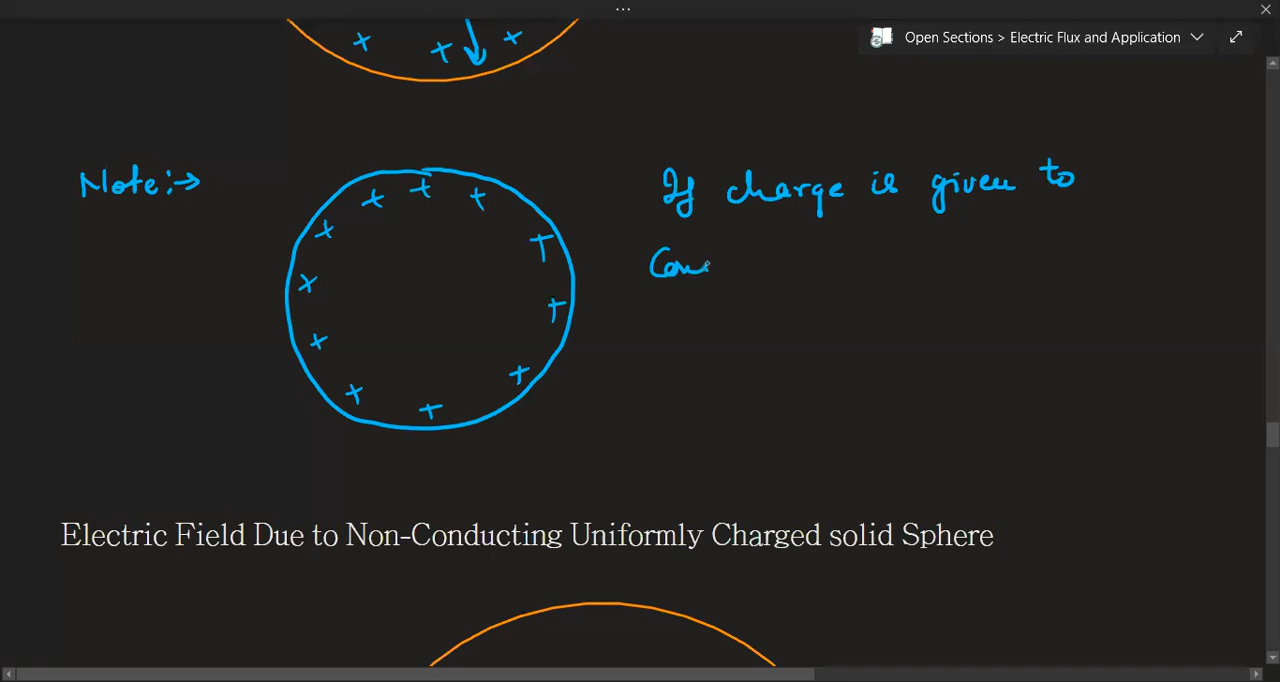 Open Sections > Electric Flux and Application
Note:→ If charge is given to
Con
Electric Field Due to Non-Conducting Uniformly Charged solid Sphere